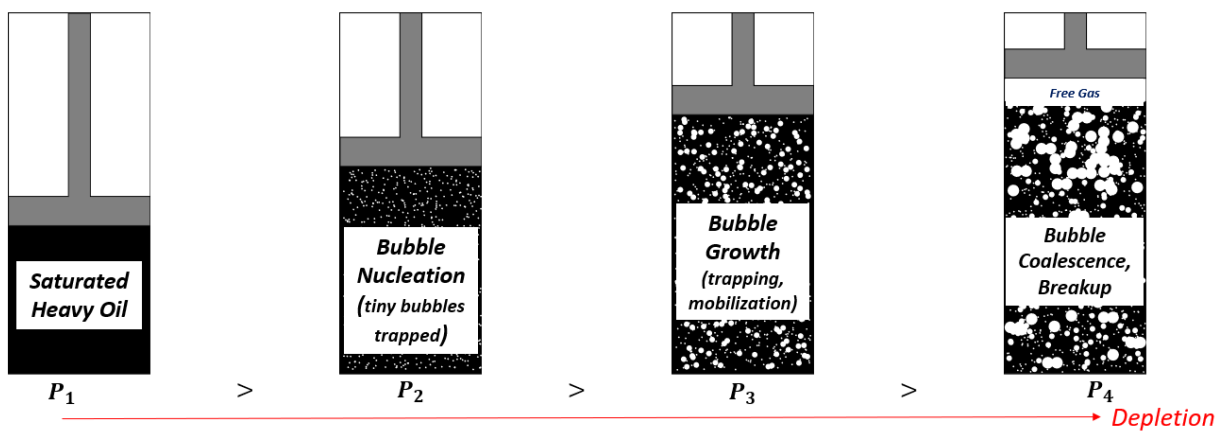 Saturated
Heavy Oil
Bubble
Nucleation
(tiny bubbles
trapped)
Bubble
Growth
(trapping,
mobilization)
Free Gas
Bubble
Coalescence,
Breakup
P₁ > P₂ > P₃ > P₄
Depletion